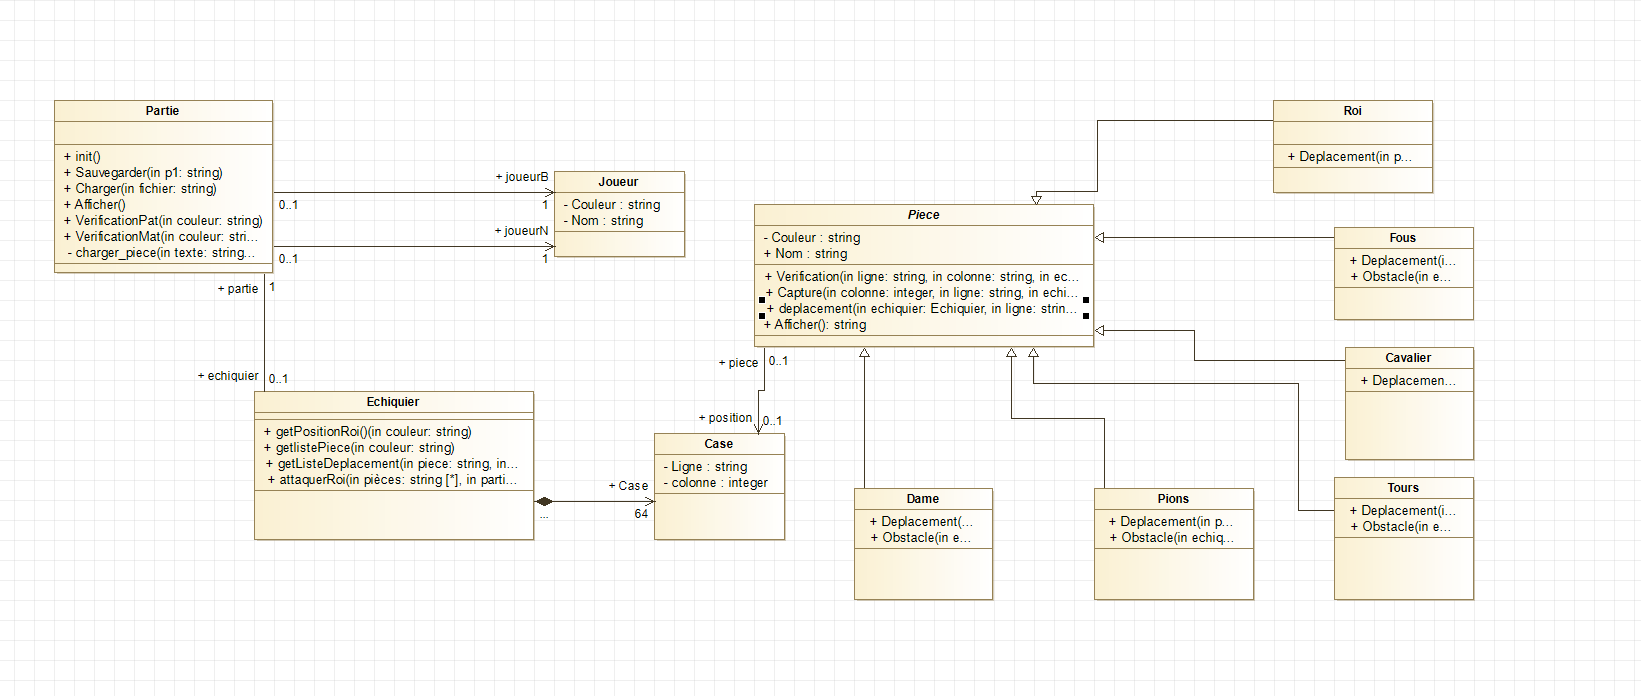 Partie
+ init()
+ Sauvegarder(in p1: string)
+ Charger(in fichier: string)
+ Afficher()
+ VerificationPat(in couleur: string)
+ VerificationMat(in couleur: stri...
- charger_piece(in texte: string...
+ joueurB
0..1
1
+ joueurN
0..1
1
Joueur
- Couleur : string
- Nom : string
+ partie
1
+ echiquier
0..1
Echiquier
+ getPositionRoi()(in couleur: string)
+ getlistePiece(in couleur: string)
+ getListeDeplacement(in piece: string, in...
+ attaquerRoi(in pièces: string [*], in parti...
...
+ Case
64
Piece
- Couleur : string
+ Nom : string
+ Verification(in ligne: string, in colonne: string, in ec...
+ Capture(in colonne: integer, in ligne: string, in echi...
+ deplacement(in echiquier: Echiquier, in ligne: strin...
+ Afficher(): string
+ piece
0..1
+ position
0..1
Case
- Ligne : string
- colonne : integer
Roi
+ Deplacement(in p...
Fous
+ Deplacement(i...
+ Obstacle(in e...
Cavalier
+ Deplacemen...
Tours
+ Deplacement(i...
+ Obstacle(in e...
Dame
+ Deplacement(...
+ Obstacle(in e...
Pions
+ Deplacement(in p...
+ Obstacle(in echiq...